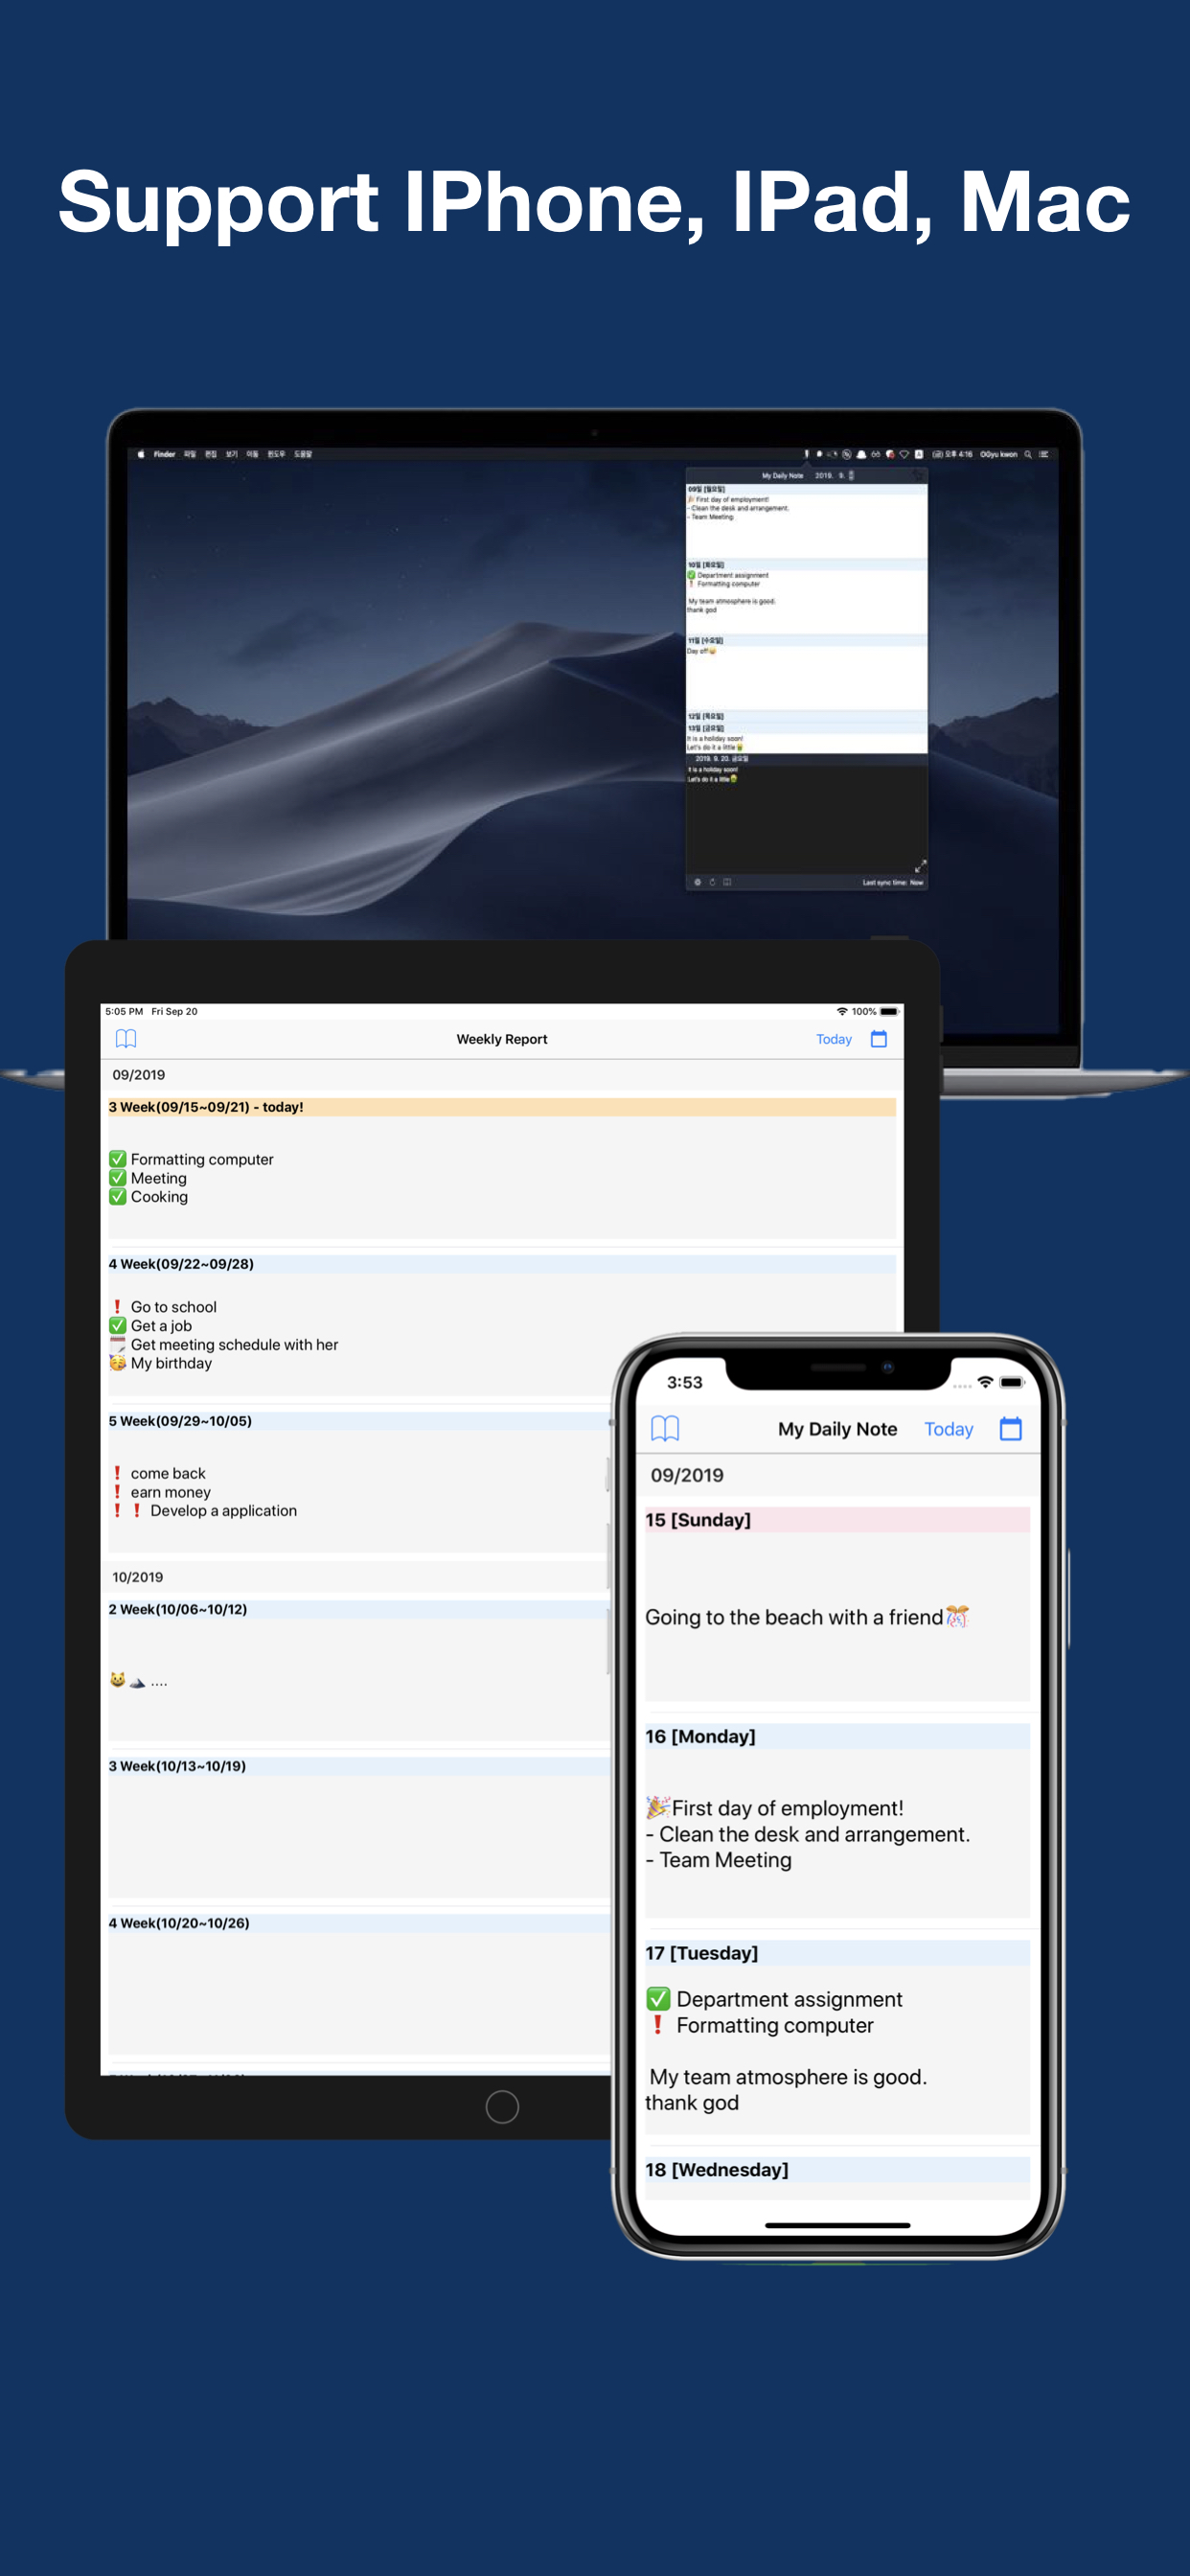 Support IPhone, IPad, Mac
Finder 파일 편집 보기 이동 윈도우 도움말
(금) 오후 4:16 OGyu kwon
My Daily Note 2019. 9.
09일 [월요일]
🎉 First day of employment!
- Clean the desk and arrangement.
- Team Meeting
10일 [화요일]
✅ Department assignment
❗ Formatting computer
My team atmosphere is good.
thank god
11일 [수요일]
Day off😀
12일 [목요일]
13일 [금요일]
It is a holiday soon!
Let's do it a little
2019. 9. 20. 금요일
It is a holiday soon!
Let's do it a little
Last sync time: Now
5:05 PM Fri Sep 20
100%
Weekly Report
Today
09/2019
3 Week(09/15~09/21) - today!
✅ Formatting computer
✅ Meeting
✅ Cooking
4 Week(09/22~09/28)
❗ Go to school
✅ Get a job
🗓 Get meeting schedule with her
🥳 My birthday
5 Week(09/29~10/05)
❗ come back
❗ earn money
❗❗ Develop a application
10/2019
2 Week(10/06~10/12)
😺⛰ ....
3 Week(10/13~10/19)
4 Week(10/20~10/26)
3:53
My Daily Note
Today
09/2019
15 [Sunday]
Going to the beach with a friend🎊
16 [Monday]
🎉First day of employment!
- Clean the desk and arrangement.
- Team Meeting
17 [Tuesday]
✅ Department assignment
❗ Formatting computer
My team atmosphere is good.
thank god
18 [Wednesday]